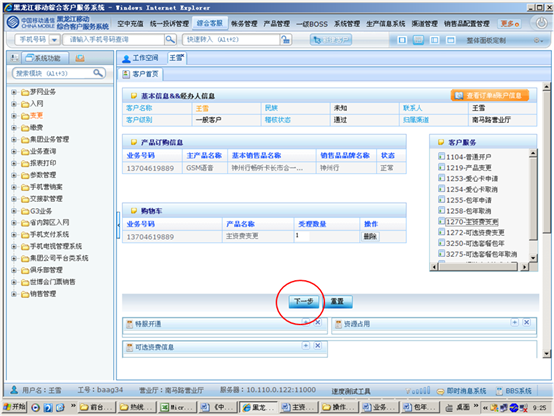 黑龙江移动综合客户服务系统 - Windows Internet Explorer
中国移动通信 CHINA MOBILE
黑龙江移动
综合客户服务系统
空中充值 统一投诉管理 综合客服 账务管理 产品管理 一级BOSS 系统管理 生产信息系统 渠道管理 销售品配置管理 更多
手机号码 请输入手机号码查询 快速转入 (Alt+2) 整体面板定制
系统功能
搜索模块 (Alt+3)
梦网业务
入网
变更
缴费
集团业务管理
业务查询
报表打印
参数管理
手机营销案
交接款管理
G3业务
省内跨区入网
手机支付系统
手机电视管理系统
集团公司平台类系统
俱乐部管理
世博会门票销售
销售管理
工作空间 王雪
客户首页
基本信息&&经办人信息 查看订单&账户信息
客户名称 王雪 民族 未知 联系人 王雪
客户级别 一般客户 稽核状态 通过 归属渠道 南马路营业厅
产品订购信息
业务号码 主产品名称 基本销售品名称 销售品品牌名称 状态
13704619889 GSM语音 神州行畅听卡长市合一... 神州行 正常
购物车
业务号码 产品名称 受理数量 操作
13704619889 主资费变更 1 删除
客户服务
1104-普通开户
1219-产品变更
1253-爱心卡申请
1254-爱心卡取消
1255-包年申请
1258-包年取消
1270-主资费变更
1272-可选资费变更
3250-可选套餐包年
3275-可选套餐包年取消
下一步 重置
特服开通 资源占用
可选资费信息
用户名：王雪 工号：baag34 营业厅：南马路营业厅 服务器：10.110.0.122:11000 速度测试工具 即时消息系统 BBS系统
开始 前台... 热线... Micr... 《中... 黑龙... 主资... 操作... 业务... 包年... 桌面 9:25